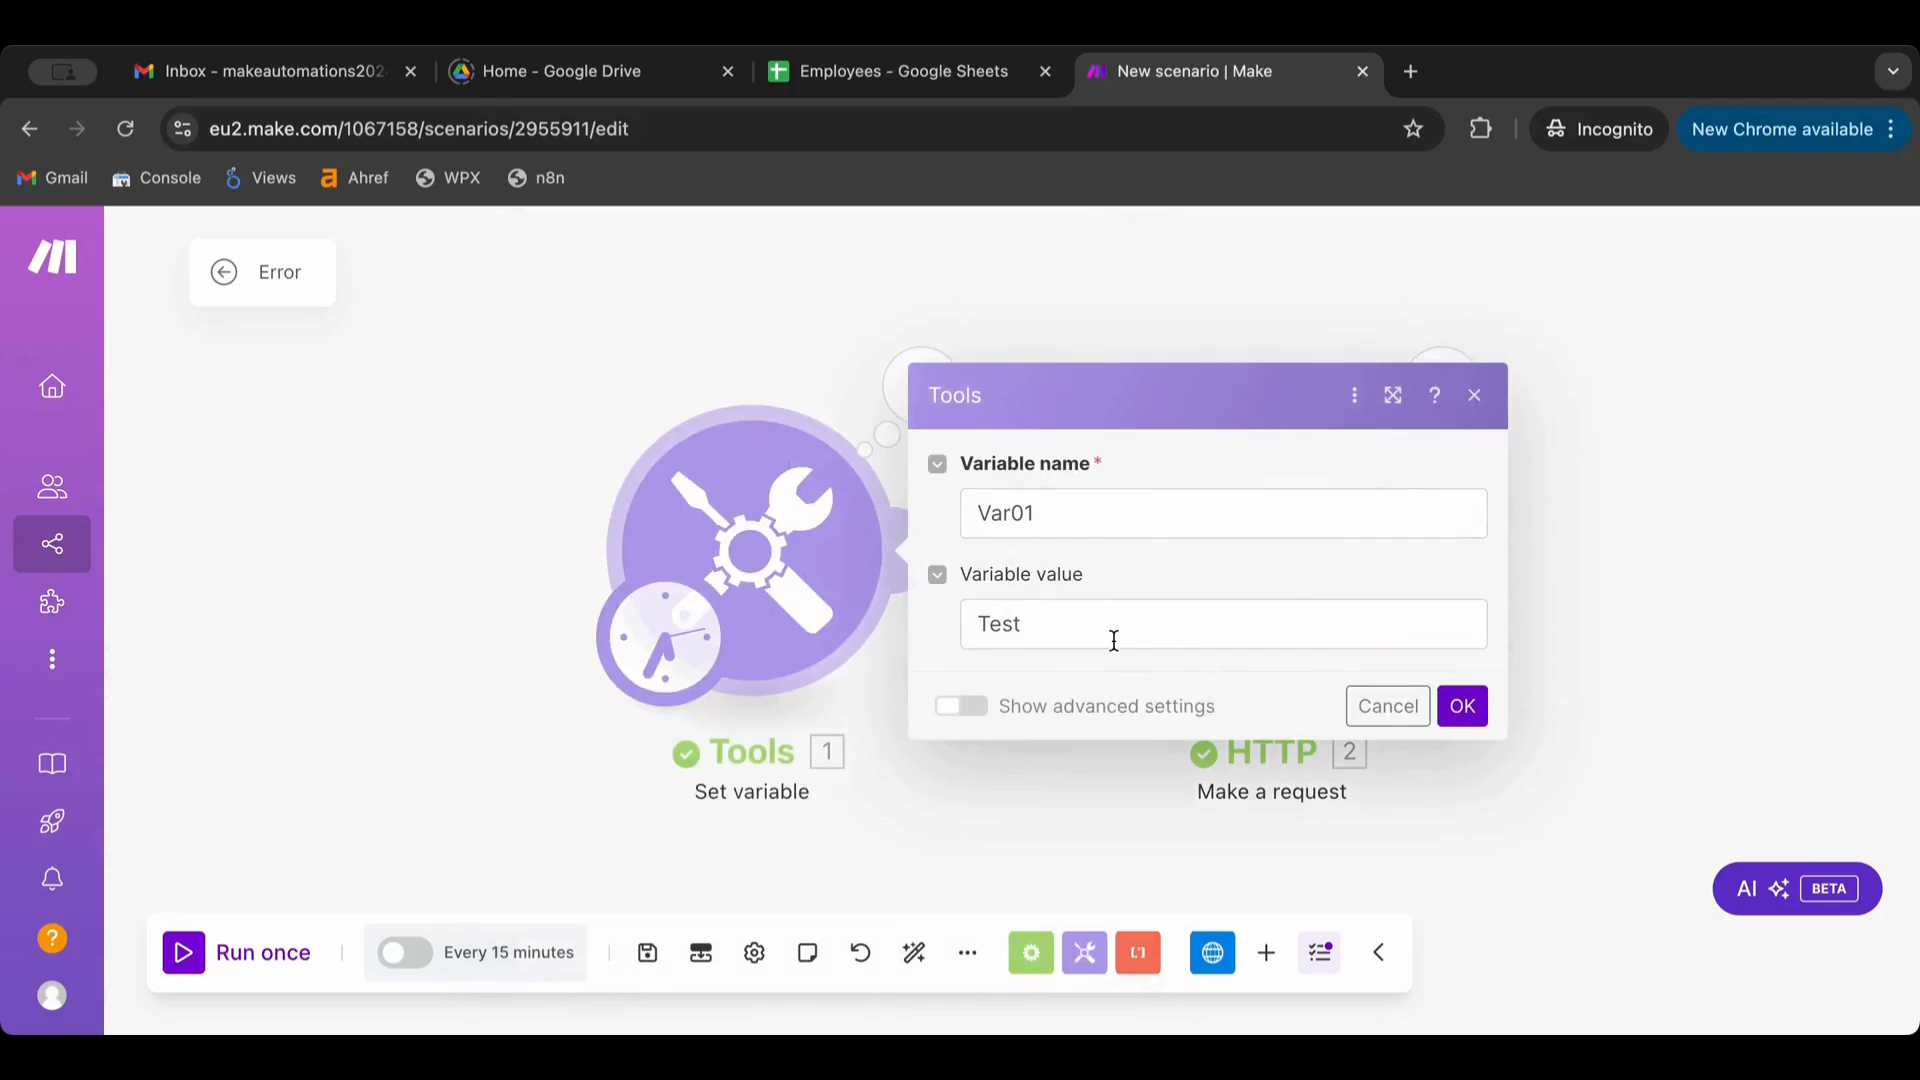 Inbox - makeautomations202
Home - Google Drive
Employees - Google Sheets
New scenario | Make
eu2.make.com/1067158/scenarios/2955911/edit
Incognito
New Chrome available
Gmail
Console
Views
Ahref
WPX
n8n
Error
Tools
Variable name *
Var01
Variable value
Test
Show advanced settings
Cancel
OK
Tools 1
Set variable
HTTP 2
Make a request
AI BETA
Run once
Every 15 minutes